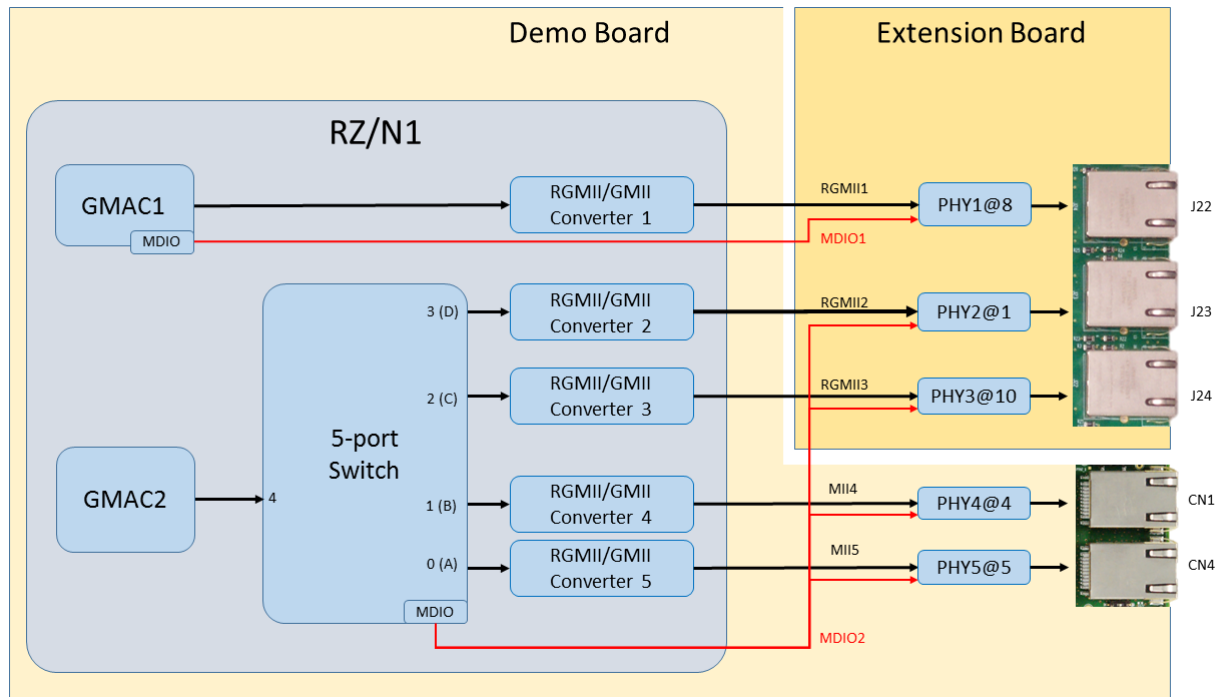 Demo Board
Extension Board
RZ/N1
GMAC1
MDIO
RGMII/GMII
Converter 1
RGMII1
MDIO1
PHY1@8
J22
3 (D)
RGMII/GMII
Converter 2
RGMII2
PHY2@1
J23
2 (C)
RGMII/GMII
Converter 3
RGMII3
PHY3@10
J24
5-port
Switch
GMAC2
4
1 (B)
RGMII/GMII
Converter 4
MII4
PHY4@4
CN1
0 (A)
RGMII/GMII
Converter 5
MII5
PHY5@5
CN4
MDIO
MDIO2